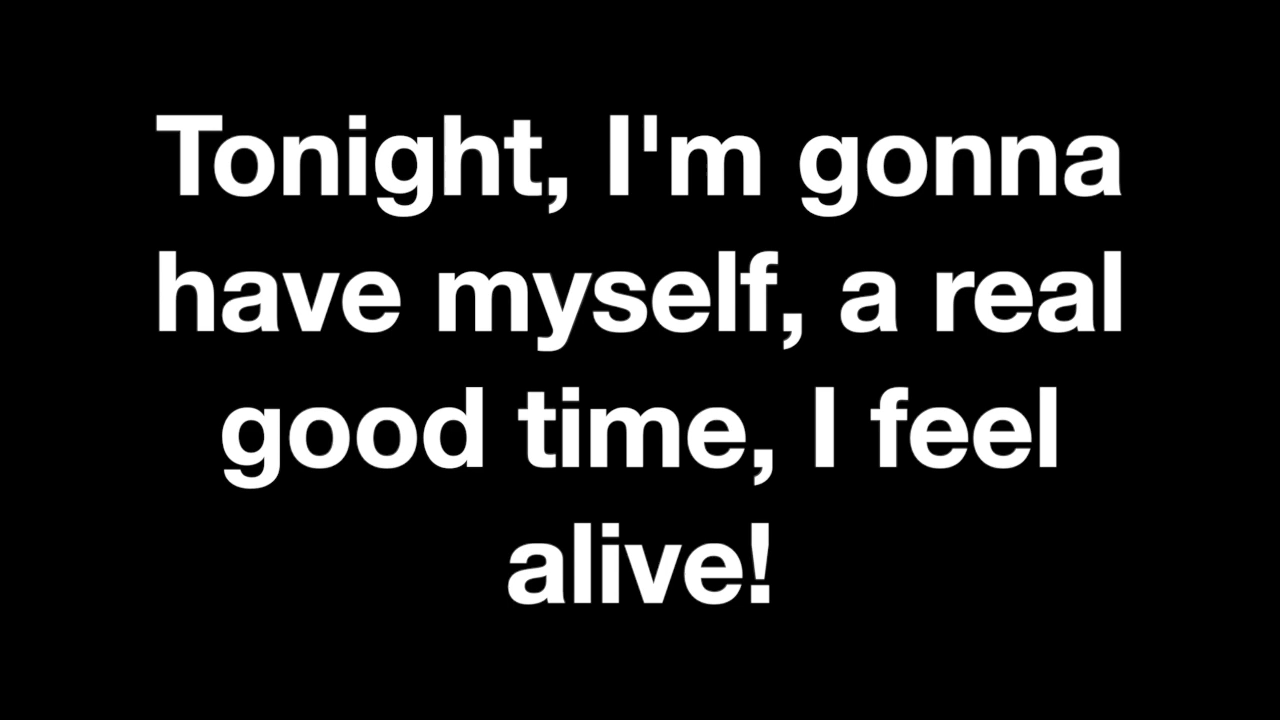 Tonight, I'm gonna
have myself, a real
good time, I feel
alive!